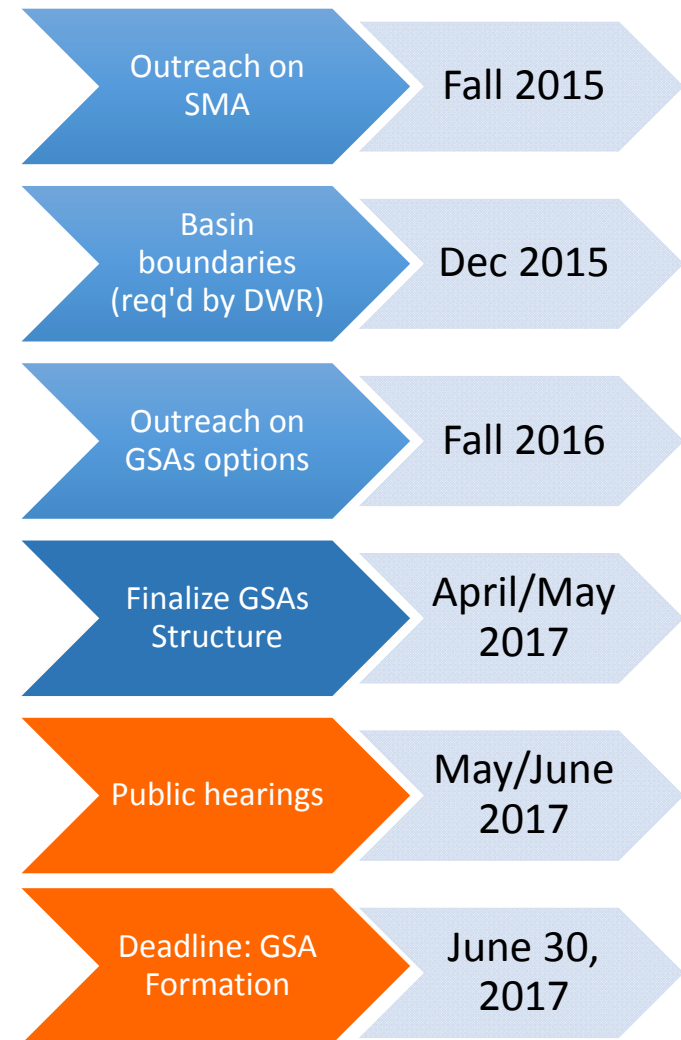 Outreach on
SMA
Fall 2015
Basin
boundaries
(req'd by DWR)
Dec 2015
Outreach on
GSAs options
Fall 2016
Finalize GSAs
Structure
April/May
2017
Public hearings
May/June
2017
Deadline: GSA
Formation
June 30,
2017